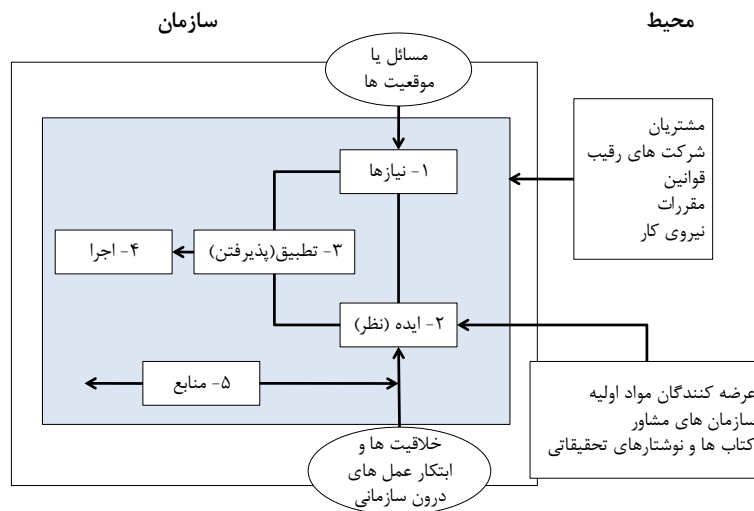 محیط
سازمان
مسائل یا
موقعیت ها
مشتریان
شرکت های رقیب
قوانین
مقررات
نیروی کار
۱- نیازها
۳- تطبیق(پذیرفتن)
۴- اجرا
۲- ایده (نظر)
۵- منابع
عرضه کنندگان مواد اولیه
سازمان های مشاور
کتاب ها و نوشتارهای تحقیقاتی
خلاقیت ها و
ابتکار عمل های
درون سازمانی